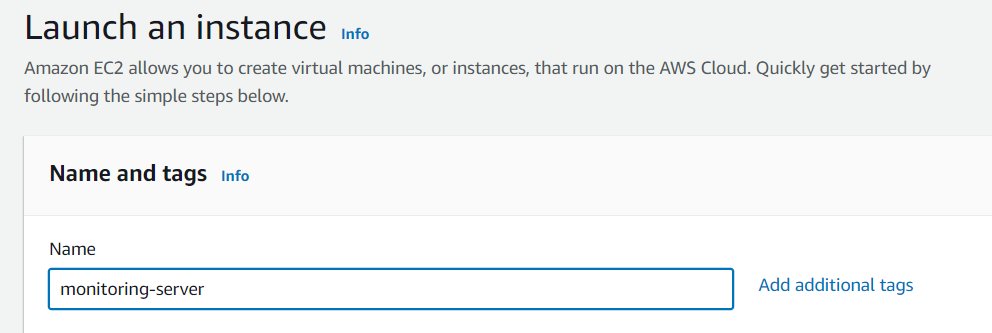 Launch an instance Info
Amazon EC2 allows you to create virtual machines, or instances, that run on the AWS Cloud. Quickly get started by
following the simple steps below.
Name and tags Info
Name
monitoring-server Add additional tags